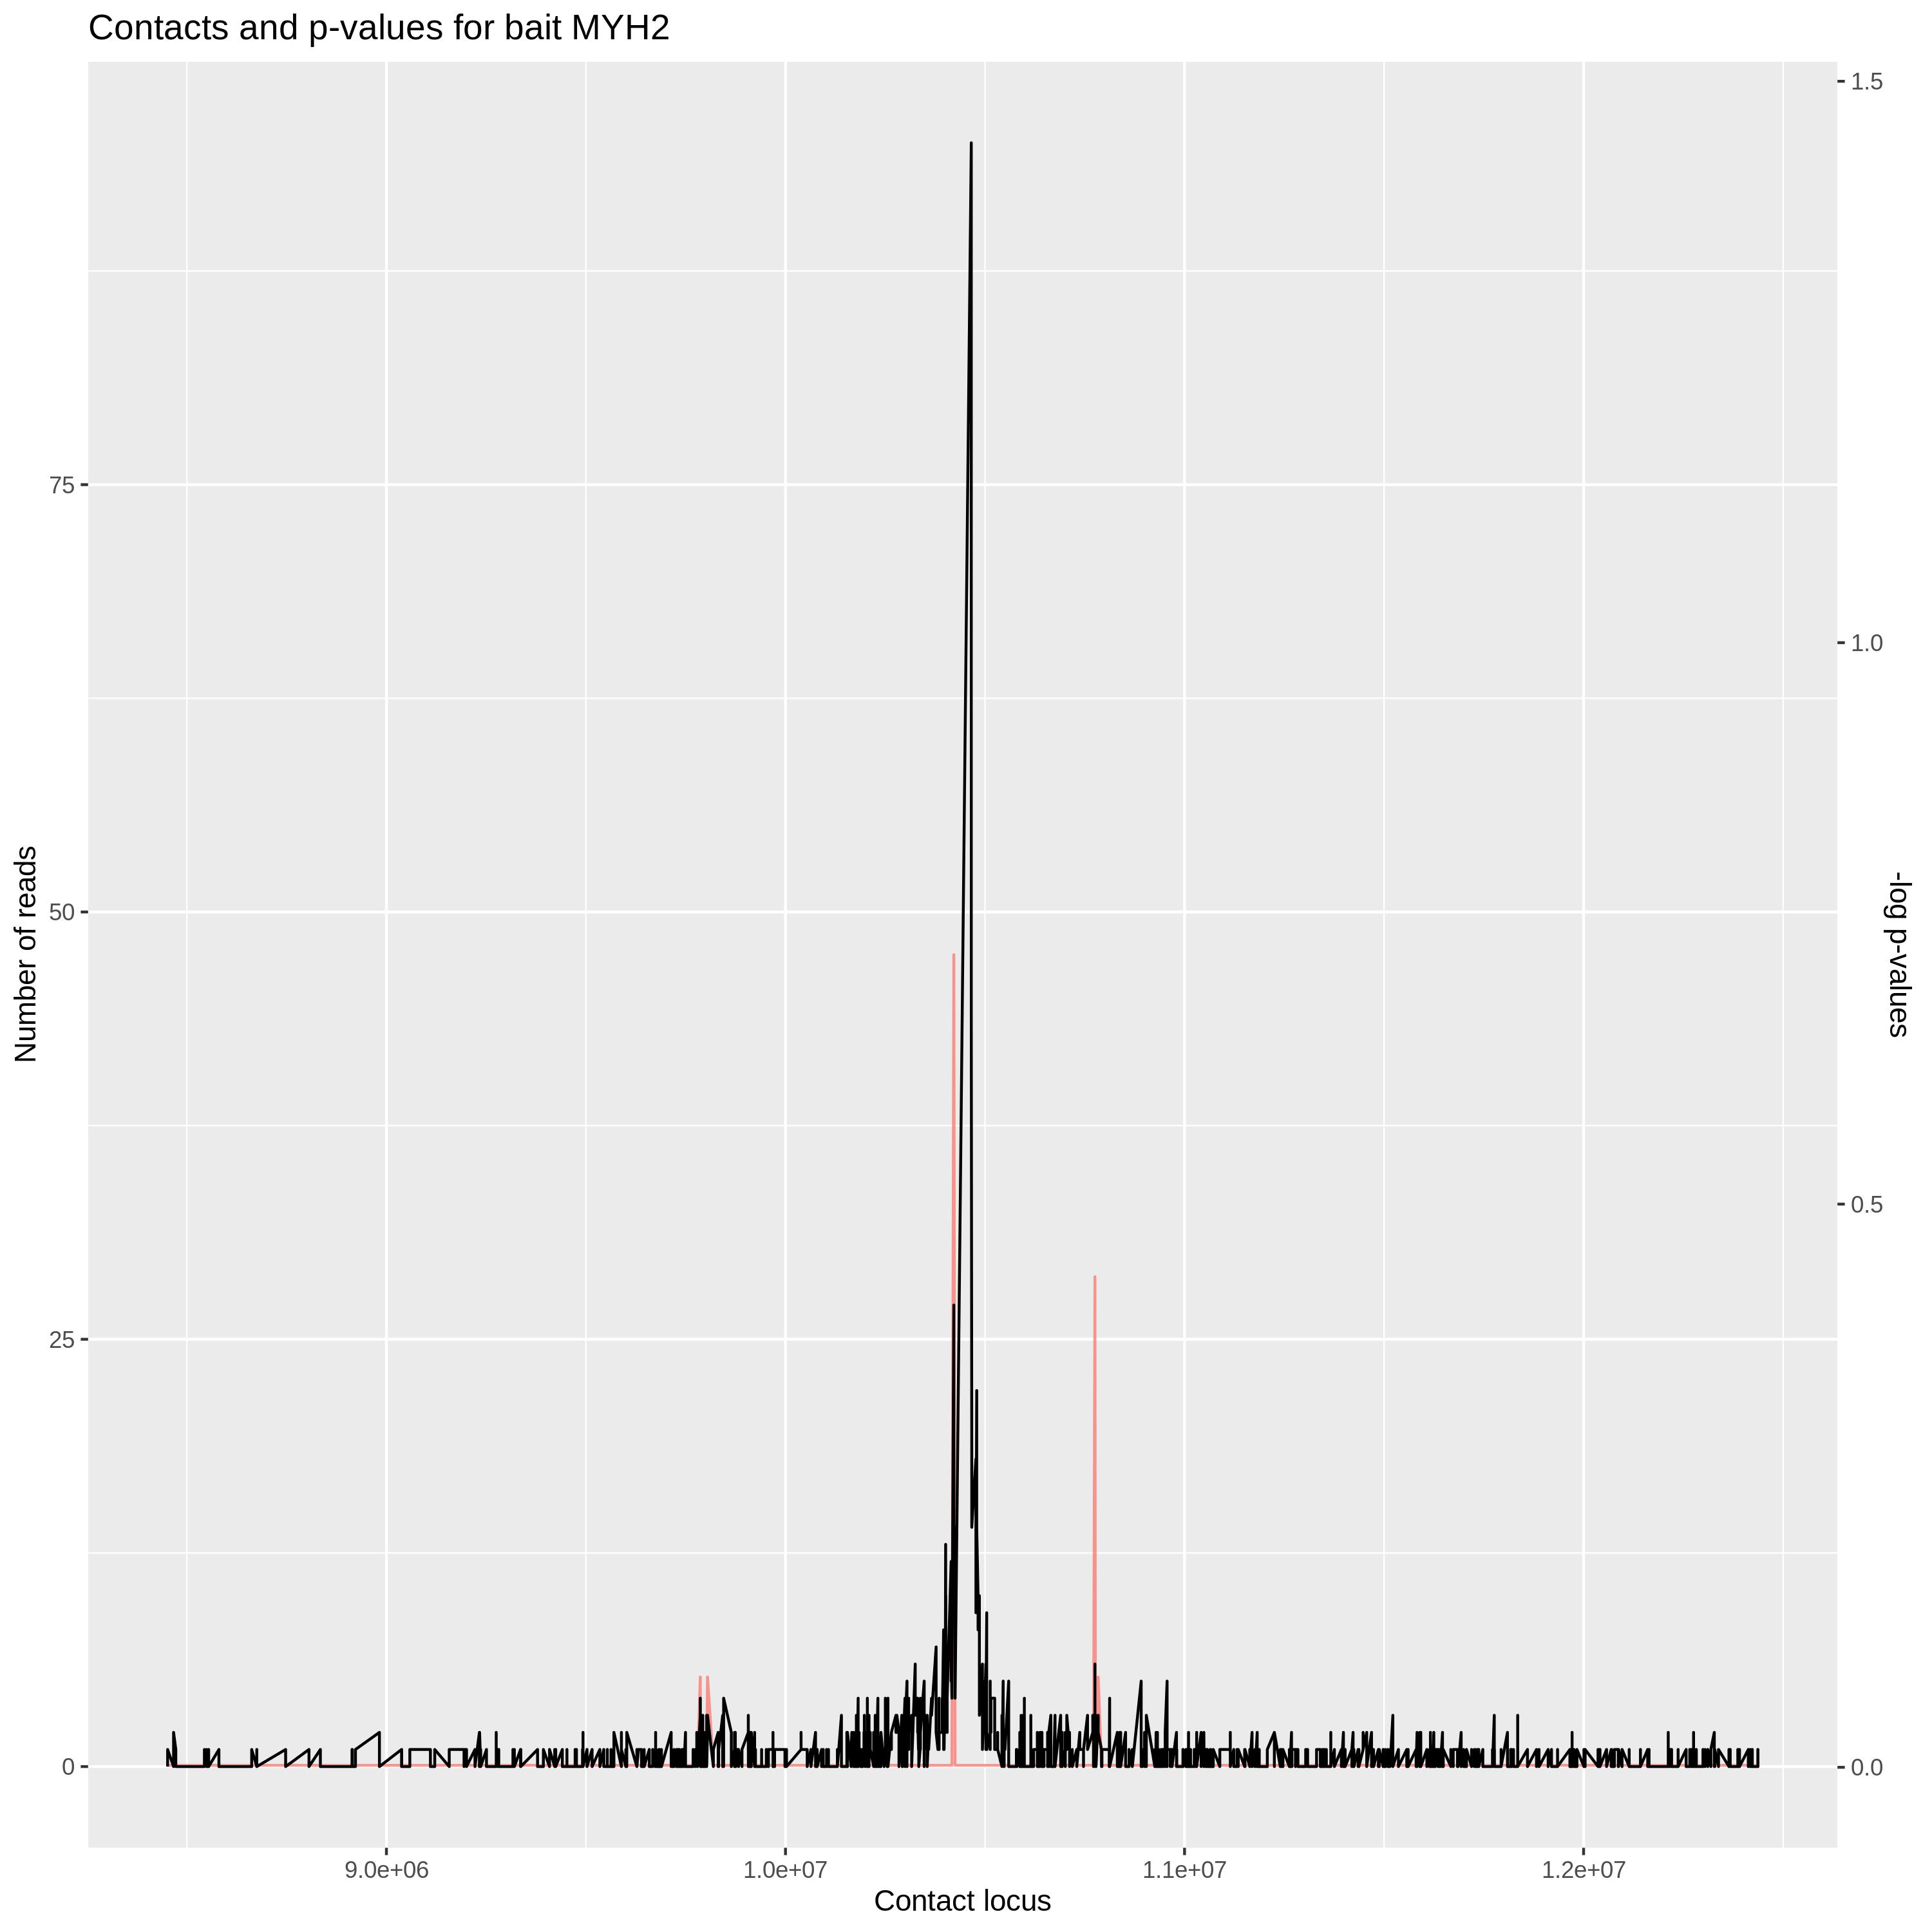 Contacts and p-values for bait MYH2
1.5
75
1.0
50
Number of reads
-log p-values
0.5
25
0
0.0
9.0e+06
1.0e+07
1.1e+07
1.2e+07
Contact locus